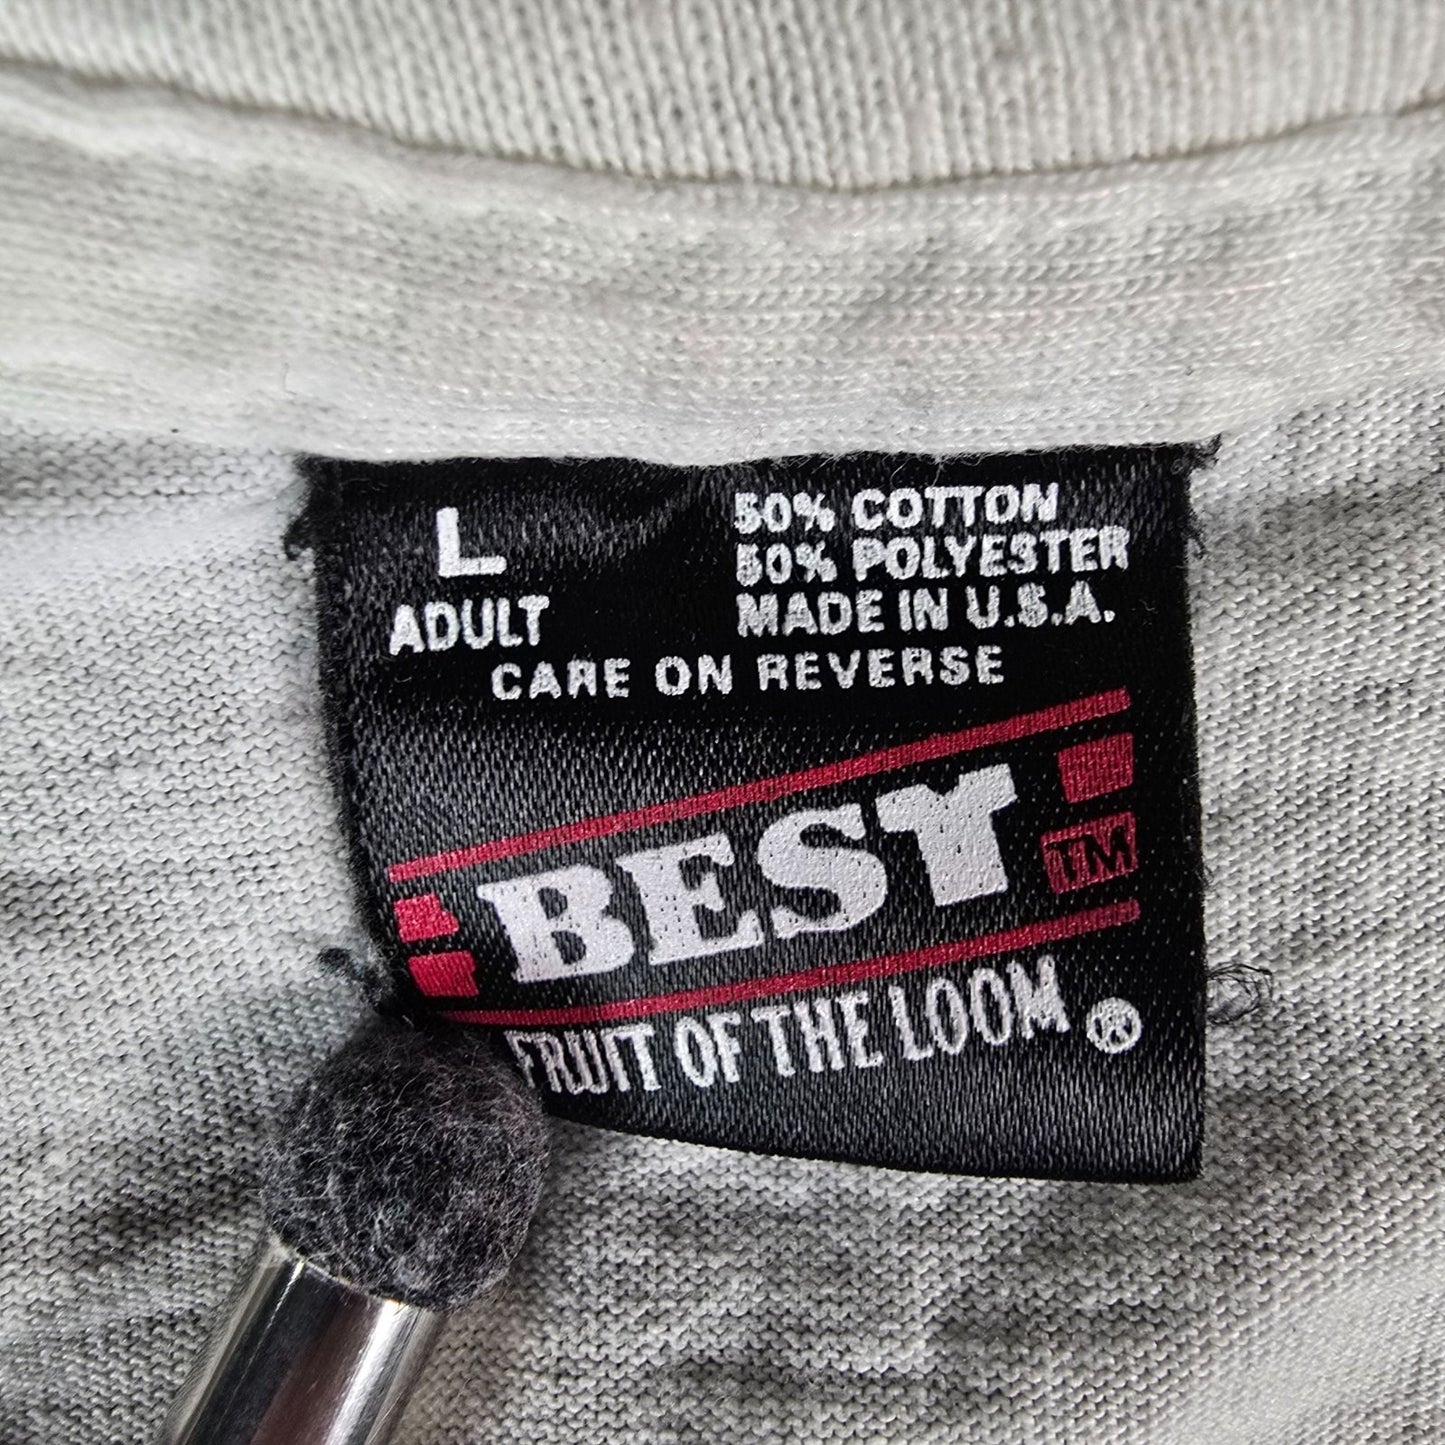 L
ADULT
50% COTTON
50% POLYESTER
MADE IN U.S.A.
CARE ON REVERSE
BEST
TM
FRUIT OF THE LOOM ®